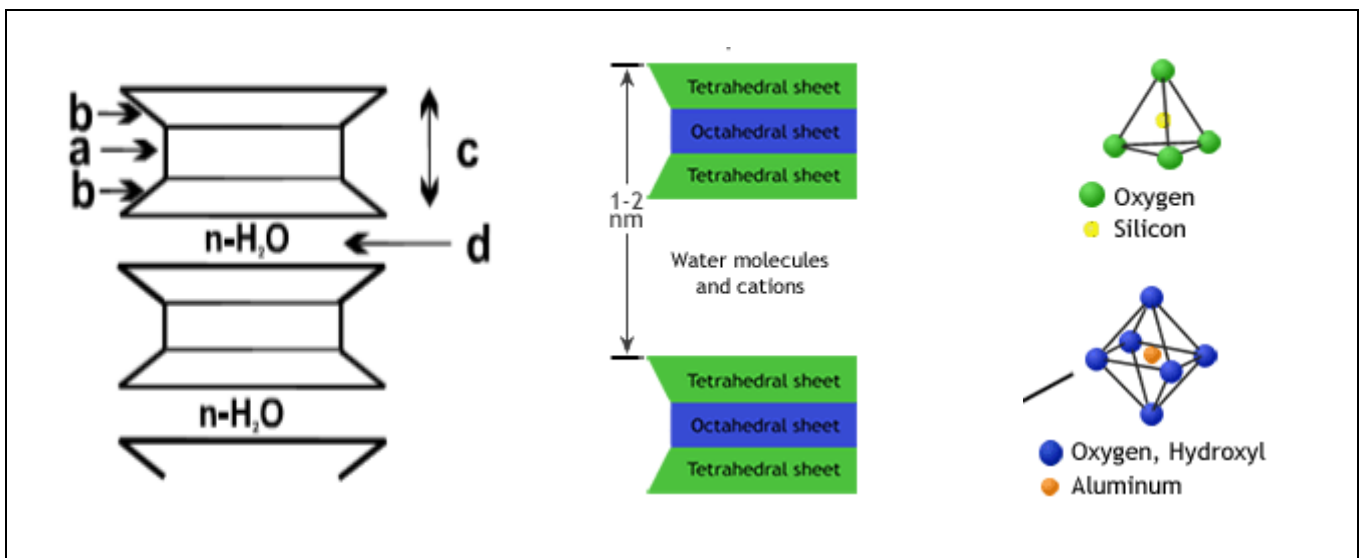 b
a
b
c
n-H₂O
d
n-H₂O
Tetrahedral sheet
Octahedral sheet
Tetrahedral sheet
1-2
nm
Water molecules
and cations
Tetrahedral sheet
Octahedral sheet
Tetrahedral sheet
Oxygen
Silicon
Oxygen, Hydroxyl
Aluminum